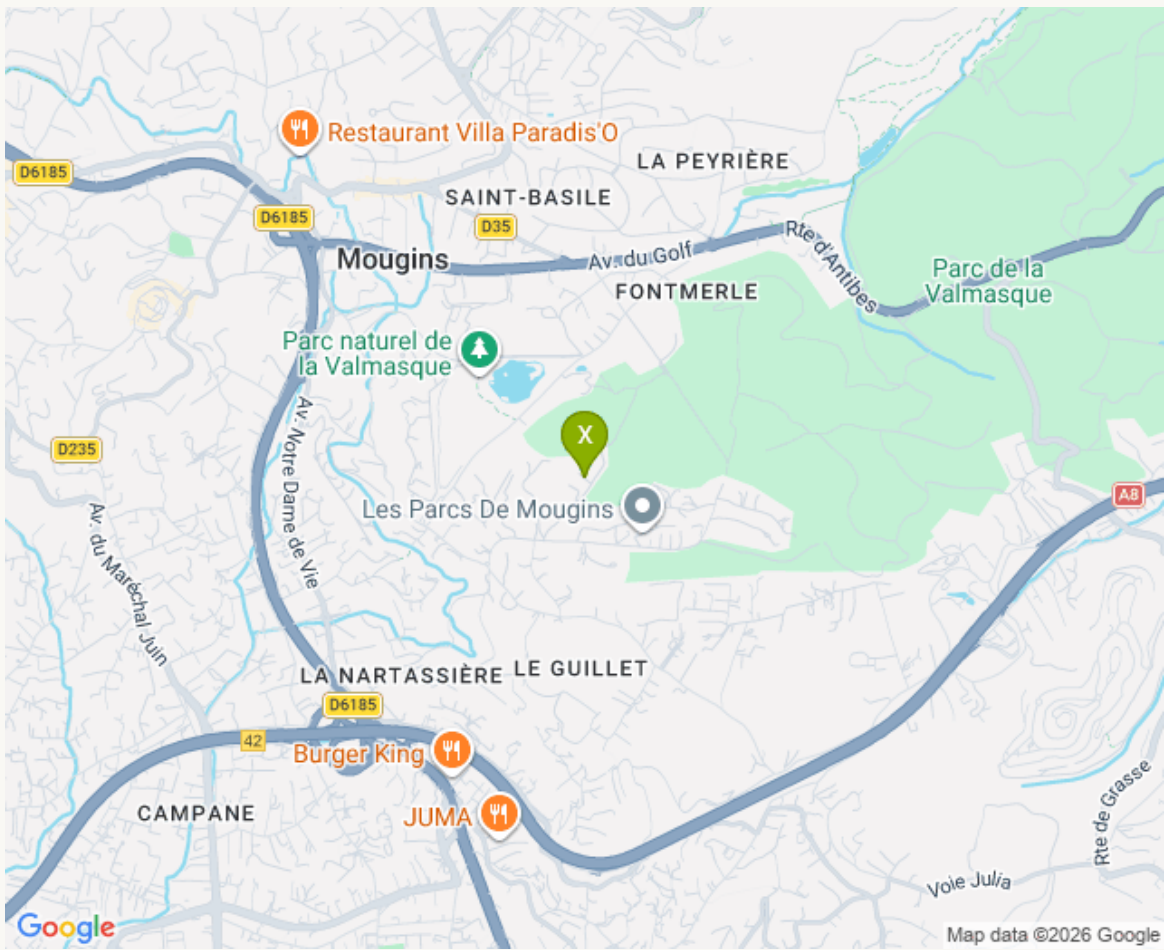 Restaurant Villa Paradis'O
LA PEYRIÈRE
D6185
SAINT-BASILE
D6185
D35
Mougins
Av. du Golf
Rte d'Antibes
FONTMERLE
Parc de la
Valmasque
Parc naturel de
la Valmasque
X
Av. Notre Dame de Vie
D235
Les Parcs De Mougins
A8
Av. du Maréchal Juin
LA NARTASSIÈRE
LE GUILLET
D6185
42
Burger King
CAMPANE
JUMA
Rte de Grasse
Voie Julia
Google
Map data ©2026 Google